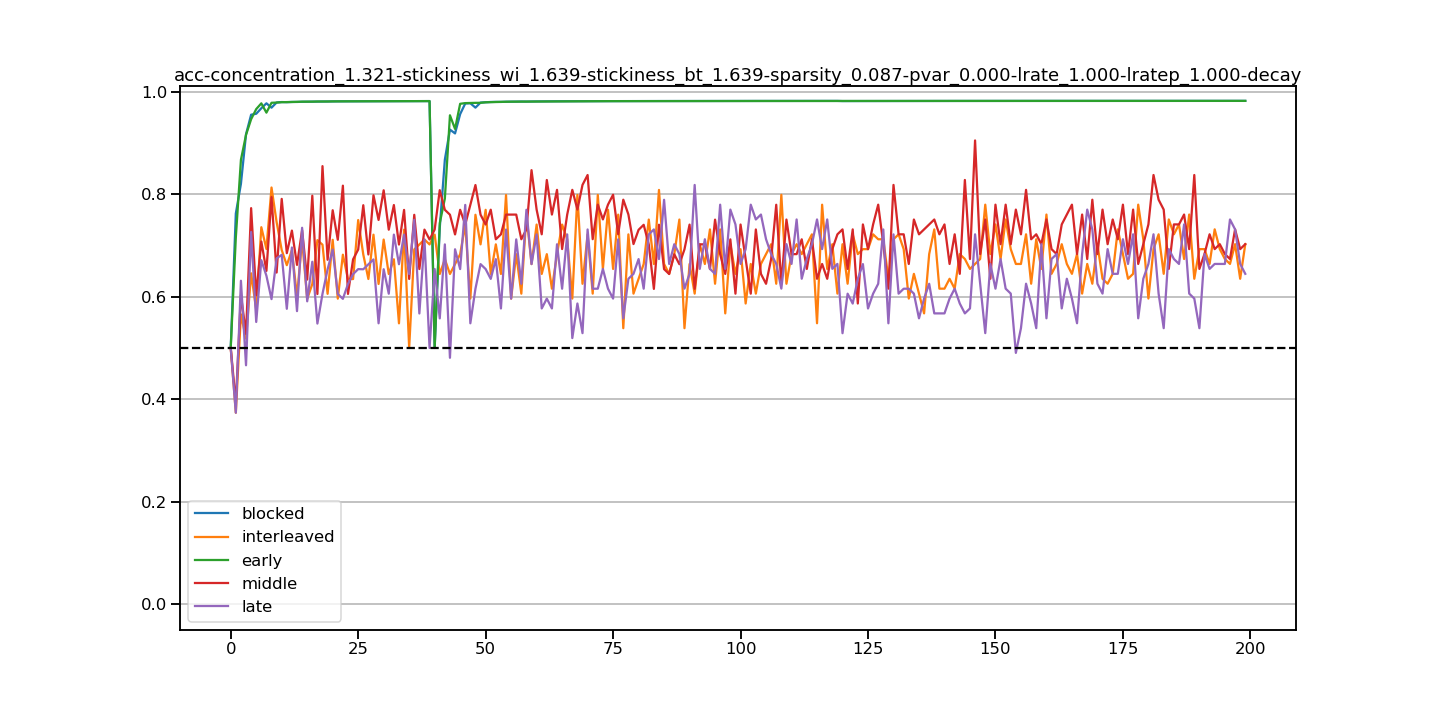 acc-concentration_1.321-stickiness_wi_1.639-stickiness_bt_1.639-sparsity_0.087-pvar_0.000-lrate_1.000-lratep_1.000-decay
1.0
0.8
0.6
0.4
0.2
0.0
blocked
interleaved
early
middle
late
0 25 50 75 100 125 150 175 200